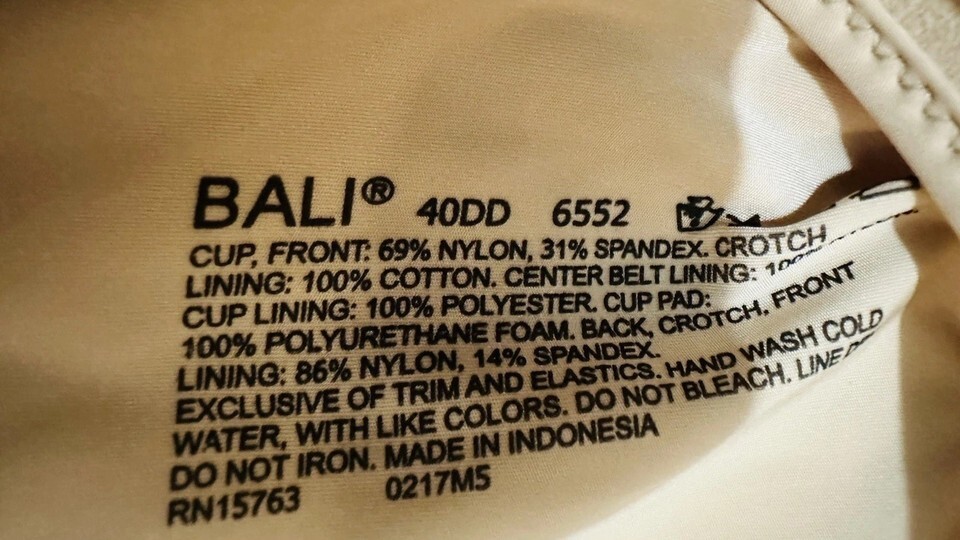 BALI® 40DD 6552
CUP, FRONT: 69% NYLON, 31% SPANDEX. CROTCH
LINING: 100% COTTON. CENTER BELT LINING:
CUP LINING: 100% POLYESTER. CUP PAD:
100% POLYURETHANE FOAM. BACK, CROTCH, FRONT
LINING: 86% NYLON, 14% SPANDEX.
EXCLUSIVE OF TRIM AND ELASTICS. HAND WASH COLD
WATER, WITH LIKE COLORS. DO NOT BLEACH. LINE
DO NOT IRON. MADE IN INDONESIA
RN15763 0217M5